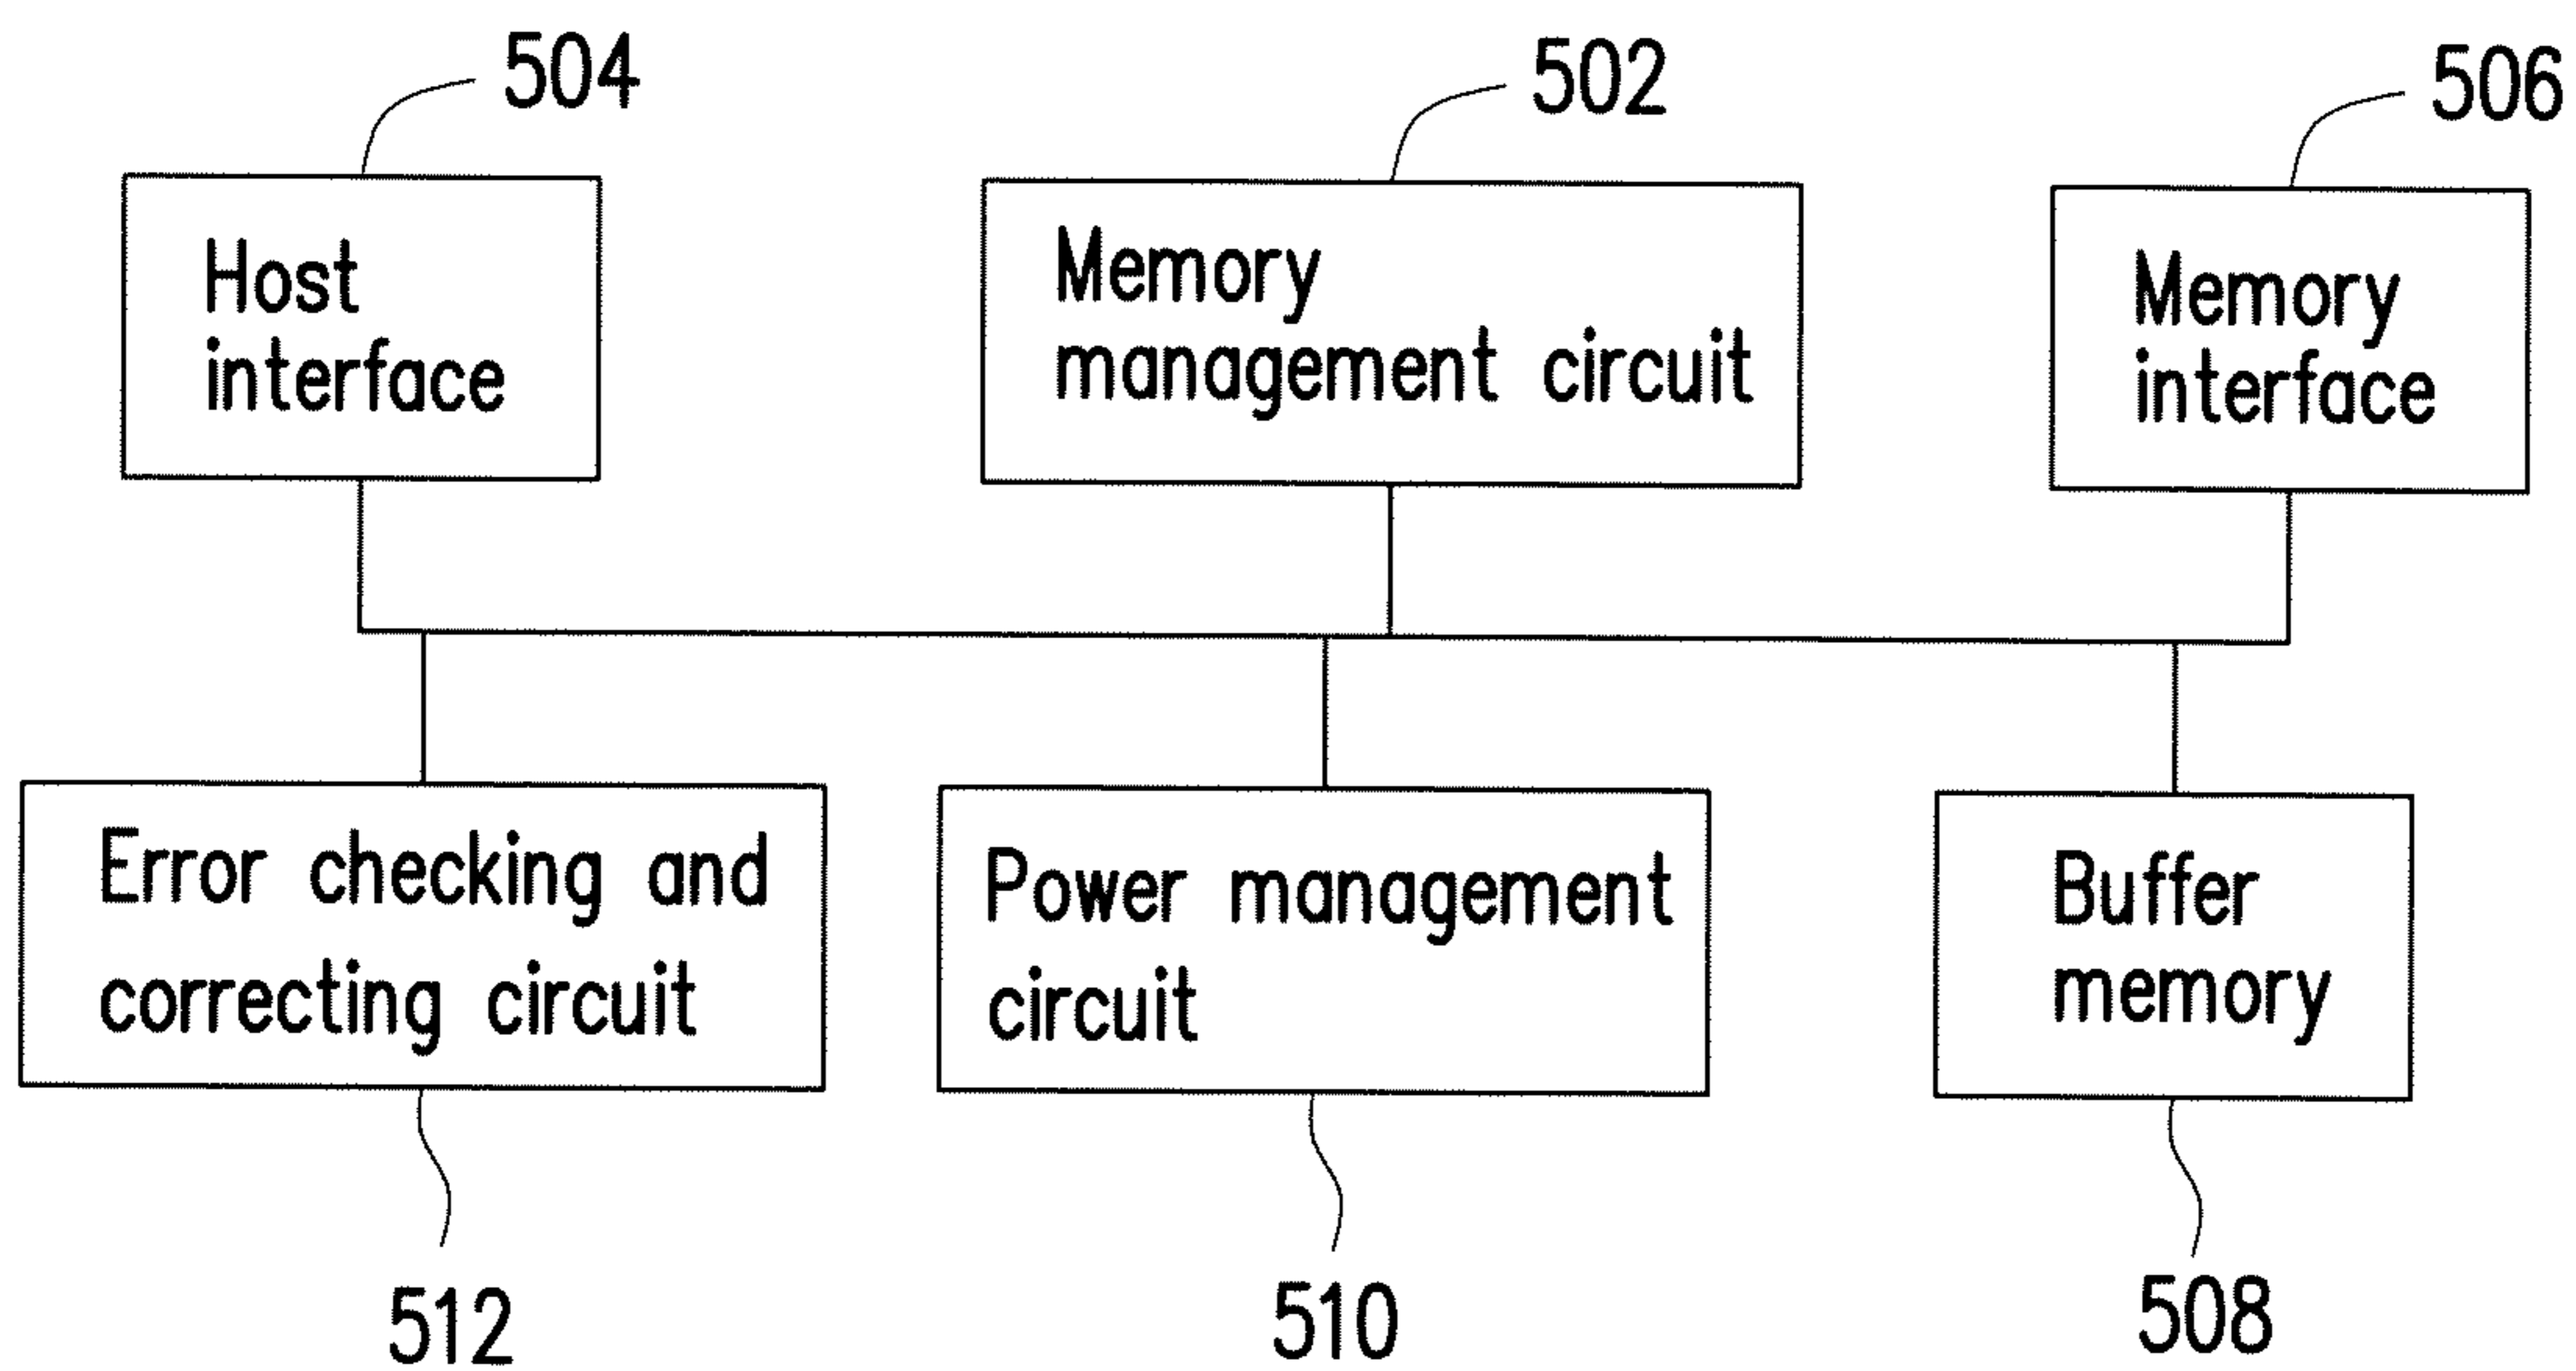 504
502
506
Host
interface
Memory
management circuit
Memory
interface
Error checking and
correcting circuit
Power management
circuit
Buffer
memory
512
510
508